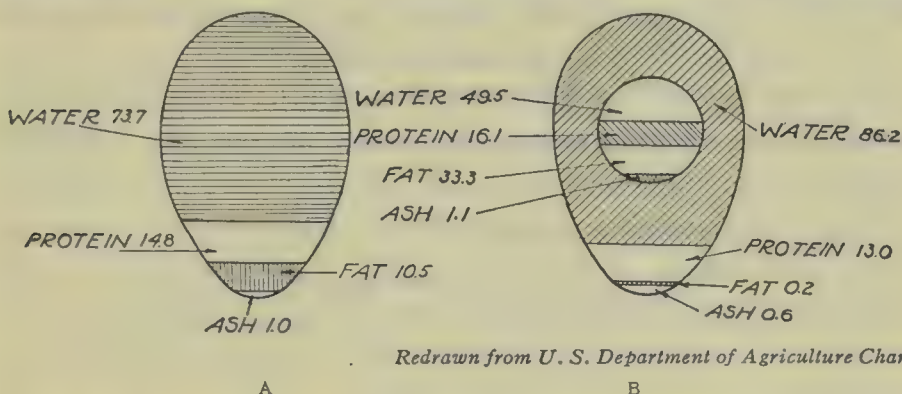 WATER 73.7
PROTEIN 14.8
FAT 10.5
ASH 1.0
WATER 49.5
PROTEIN 16.1
FAT 33.3
ASH 1.1
WATER 86.2
PROTEIN 13.0
FAT 0.2
ASH 0.6
Redrawn from U. S. Department of Agriculture Char
A
B